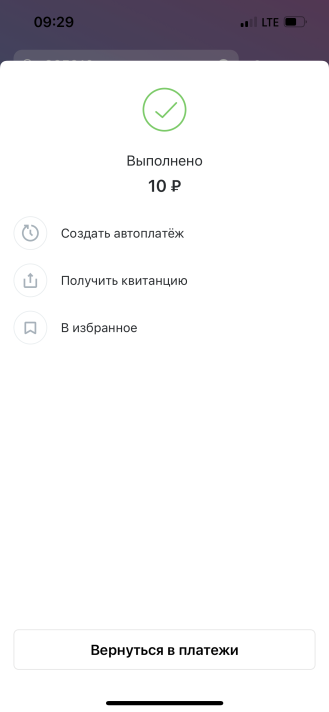 09:29
LTE
Выполнено
10 ₽
Создать автоплатёж
Получить квитанцию
В избранное
Вернуться в платежи